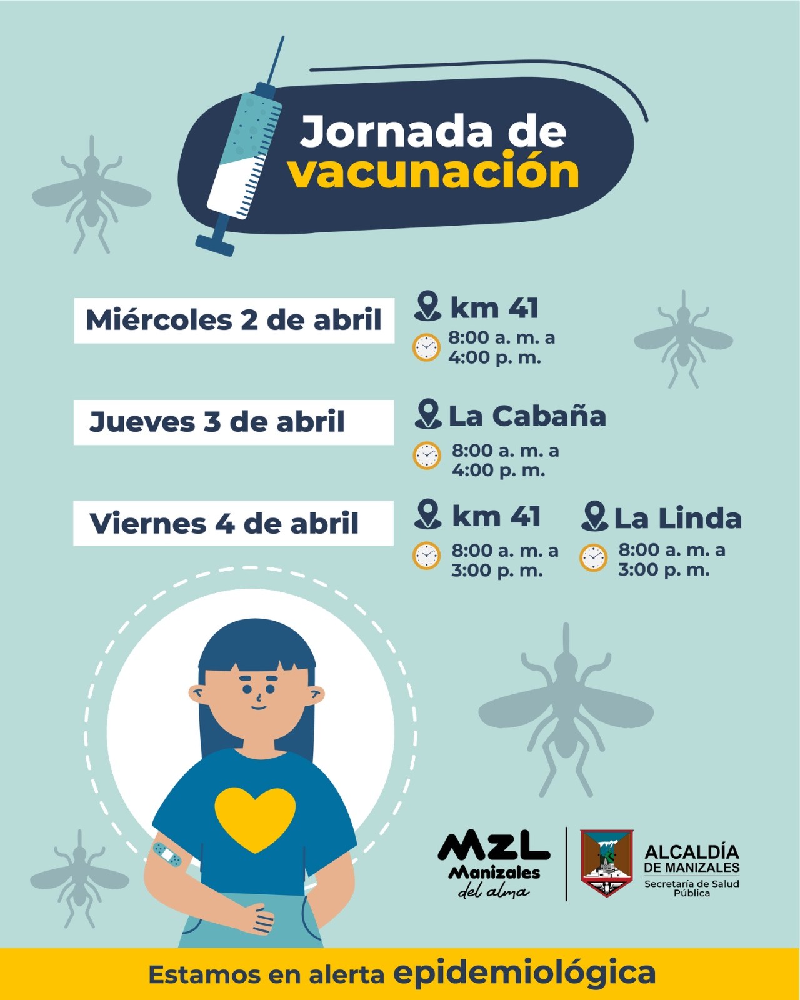 Jornada de
vacunación
Miércoles 2 de abril
km 41
8:00 a. m. a
4:00 p. m.
Jueves 3 de abril
La Cabaña
8:00 a. m. a
4:00 p. m.
Viernes 4 de abril
km 41
8:00 a. m. a
3:00 p. m.
La Linda
8:00 a. m. a
3:00 p. m.
MZL
Manizales
del alma
ALCALDÍA
DE MANIZALES
Secretaría de Salud
Pública
Estamos en alerta epidemiológica